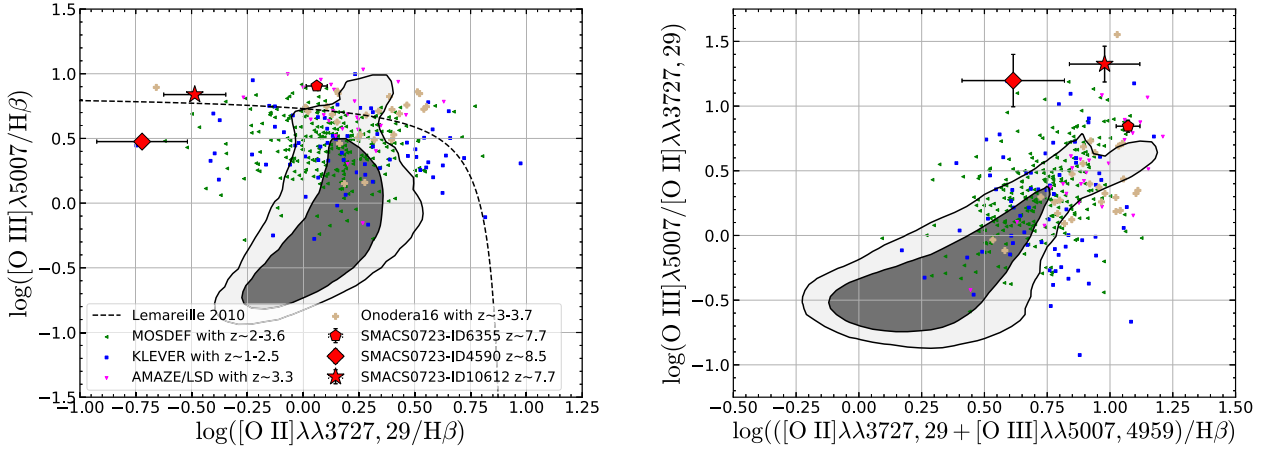 1.5
1.0
0.5
0.0
−0.5
−1.0
−1.5
log([O III]λ5007/Hβ)
Lemareille 2010
MOSDEF with z~2-3.6
KLEVER with z~1-2.5
AMAZE/LSD with z~3.3
Onodera16 with z~3-3.7
SMACS0723-ID6355 z~7.7
SMACS0723-ID4590 z~8.5
SMACS0723-ID10612 z~7.7
−1.00 −0.75 −0.50 −0.25 0.00 0.25 0.50 0.75 1.00 1.25
log([O II]λλ3727, 29/Hβ)
1.5
1.0
0.5
0.0
−0.5
−1.0
log(O III]λ5007/[O II]λλ3727, 29)
−0.50 −0.25 0.00 0.25 0.50 0.75 1.00 1.25 1.50
log(([O II]λλ3727, 29 + [O III]λλ5007, 4959)/Hβ)